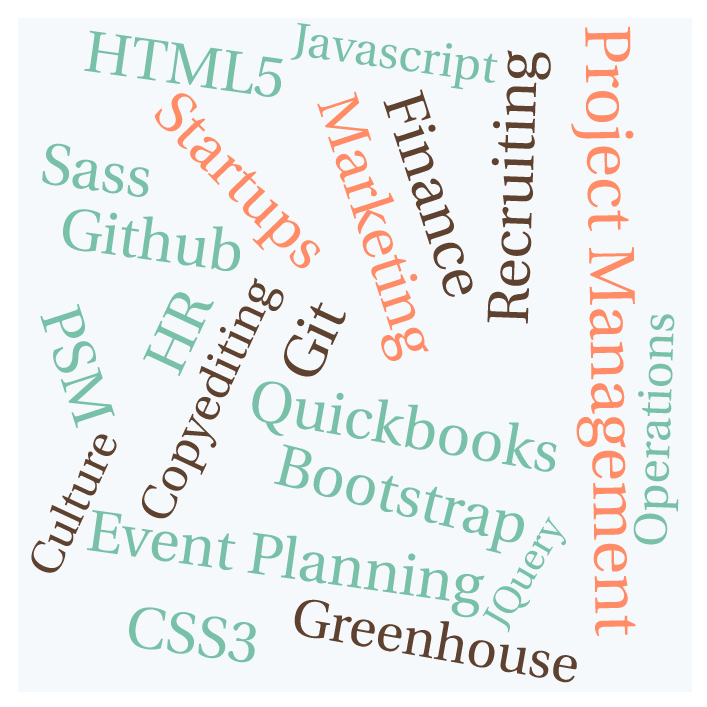 HTML5
Javascript
Recruiting
Project Management
Startups
Marketing
Finance
Sass
Github
PSM
HR
Copyediting
Git
Operations
Quickbooks
Culture
Bootstrap
Event Planning
JQuery
CSS3
Greenhouse